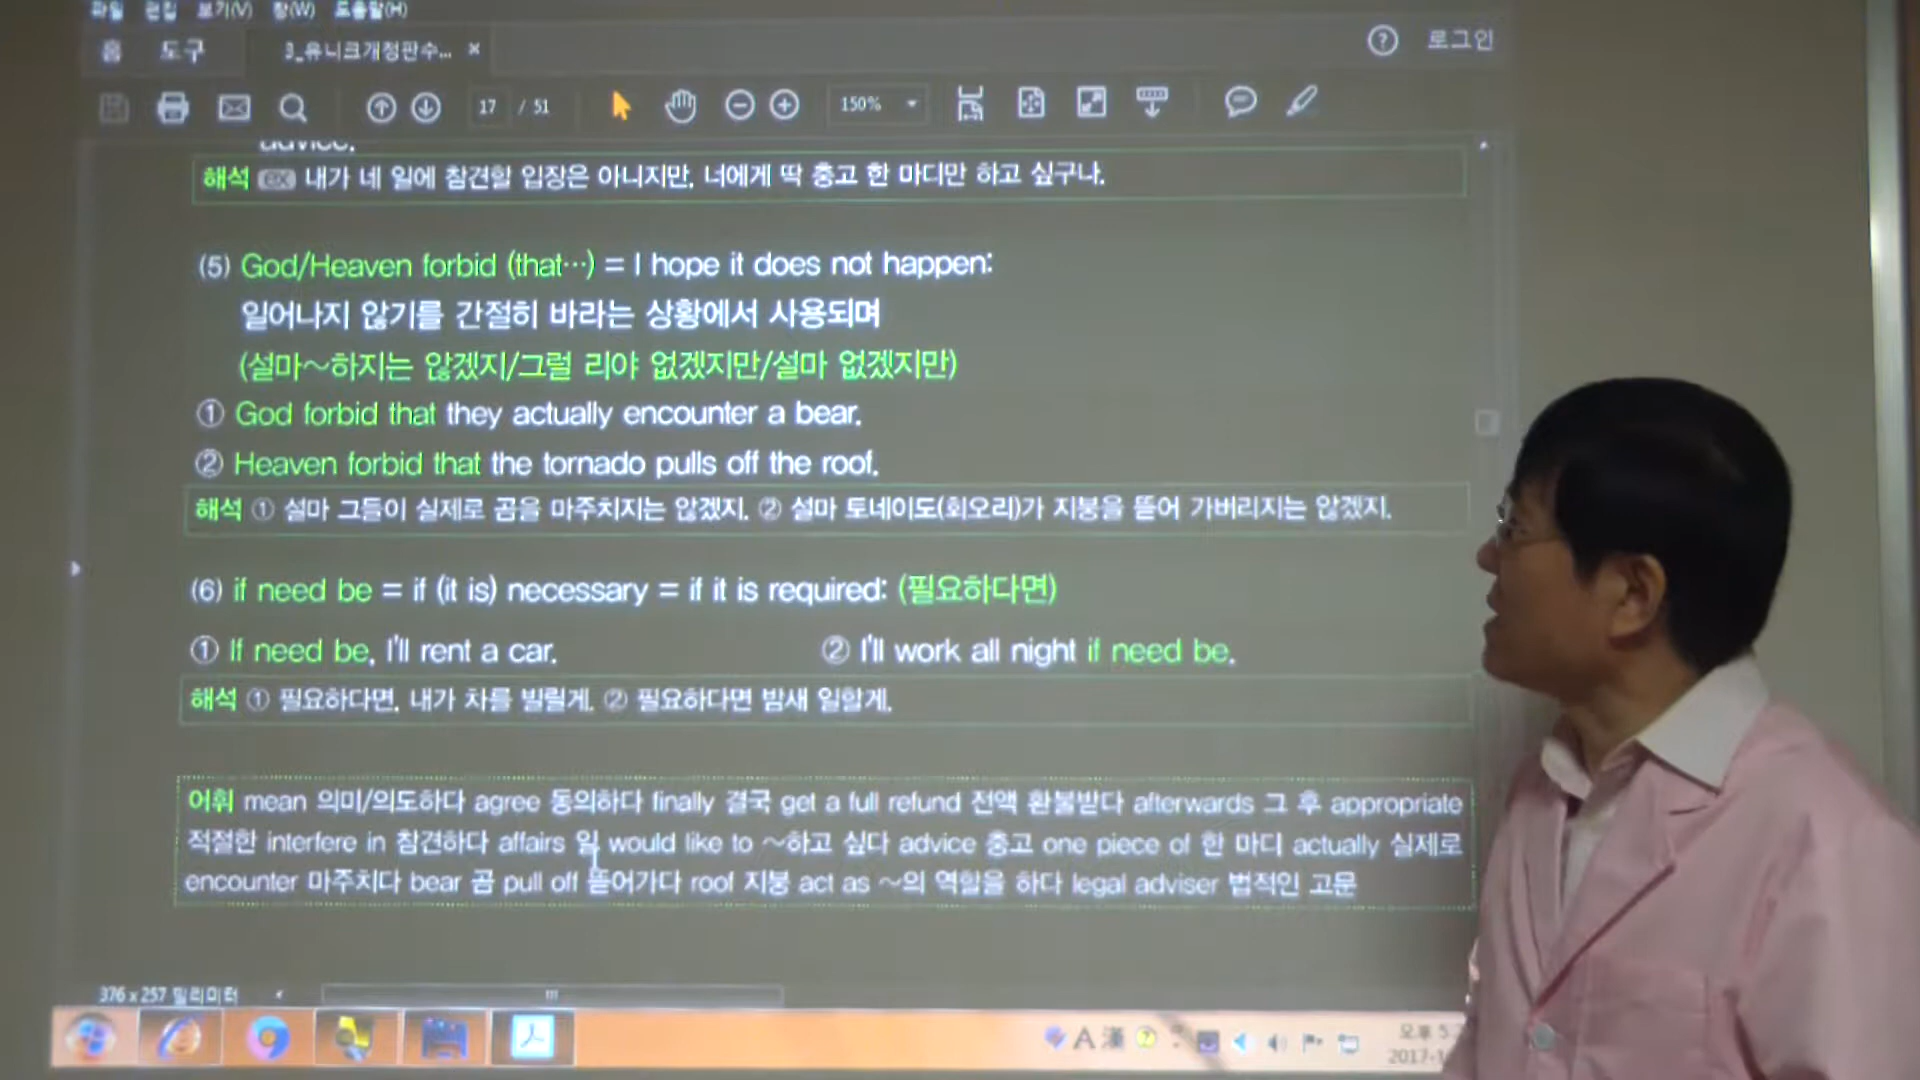 파일 편집 보기(V) 창(W) 도움말(H)
홈 도구 3_유니크개정판수... × ? 로그인
17 / 51 150%
advice.
해석 ex 내가 네 일에 참견할 입장은 아니지만, 너에게 딱 충고 한 마디만 하고 싶구나.
(5) God/Heaven forbid (that…) = I hope it does not happen:
일어나지 않기를 간절히 바라는 상황에서 사용되며
(설마~하지는 않겠지/그럴 리야 없겠지만/설마 없겠지만)
① God forbid that they actually encounter a bear.
② Heaven forbid that the tornado pulls off the roof.
해석 ① 설마 그들이 실제로 곰을 마주치지는 않겠지. ② 설마 토네이도(회오리)가 지붕을 뜯어 가버리지는 않겠지.
(6) if need be = if (it is) necessary = if it is required: (필요하다면)
① If need be, I'll rent a car. ② I'll work all night if need be.
해석 ① 필요하다면, 내가 차를 빌릴게. ② 필요하다면 밤새 일할게.
어휘 mean 의미/의도하다 agree 동의하다 finally 결국 get a full refund 전액 환불받다 afterwards 그 후 appropriate
적절한 interfere in 참견하다 affairs 일 would like to ~하고 싶다 advice 충고 one piece of 한 마디 actually 실제로
encounter 마주치다 bear 곰 pull off 뜯어가다 roof 지붕 act as ~의 역할을 하다 legal adviser 법적인 고문
376 x 257 밀리미터
A 漢 ? 오후 5:
2017-1